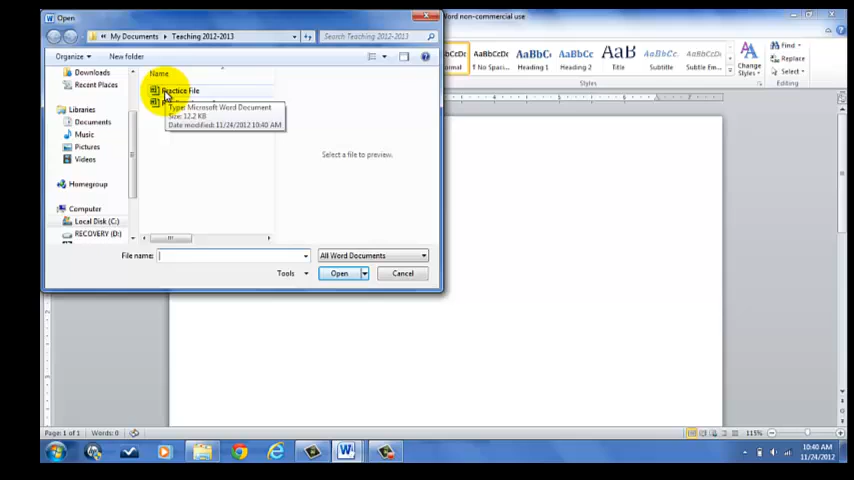 Open
Word non-commercial use
My Documents
Teaching 2012-2013
Search Teaching 2012-2013
Organize
New folder
Name
Downloads
Recent Places
Libraries
Documents
Music
Pictures
Videos
Homegroup
Computer
Local Disk (C:)
RECOVERY (D:)
Practice File
Type: Microsoft Word Document
Size: 12.2 KB
Date modified: 11/24/2012 10:40 AM
Select a file to preview.
File name:
All Word Documents
Tools
Open
Cancel
AaBbCcDc
AaBbC
AaBbCc
AaB
AaBbCc.
AaBbCcDc
¶ No Spaci...
Heading 1
Heading 2
Title
Subtitle
Subtle Em...
Change
Styles
Styles
Find
Replace
Select
Editing
Page: 1 of 1
Words: 0
115%
10:40 AM
11/24/2012